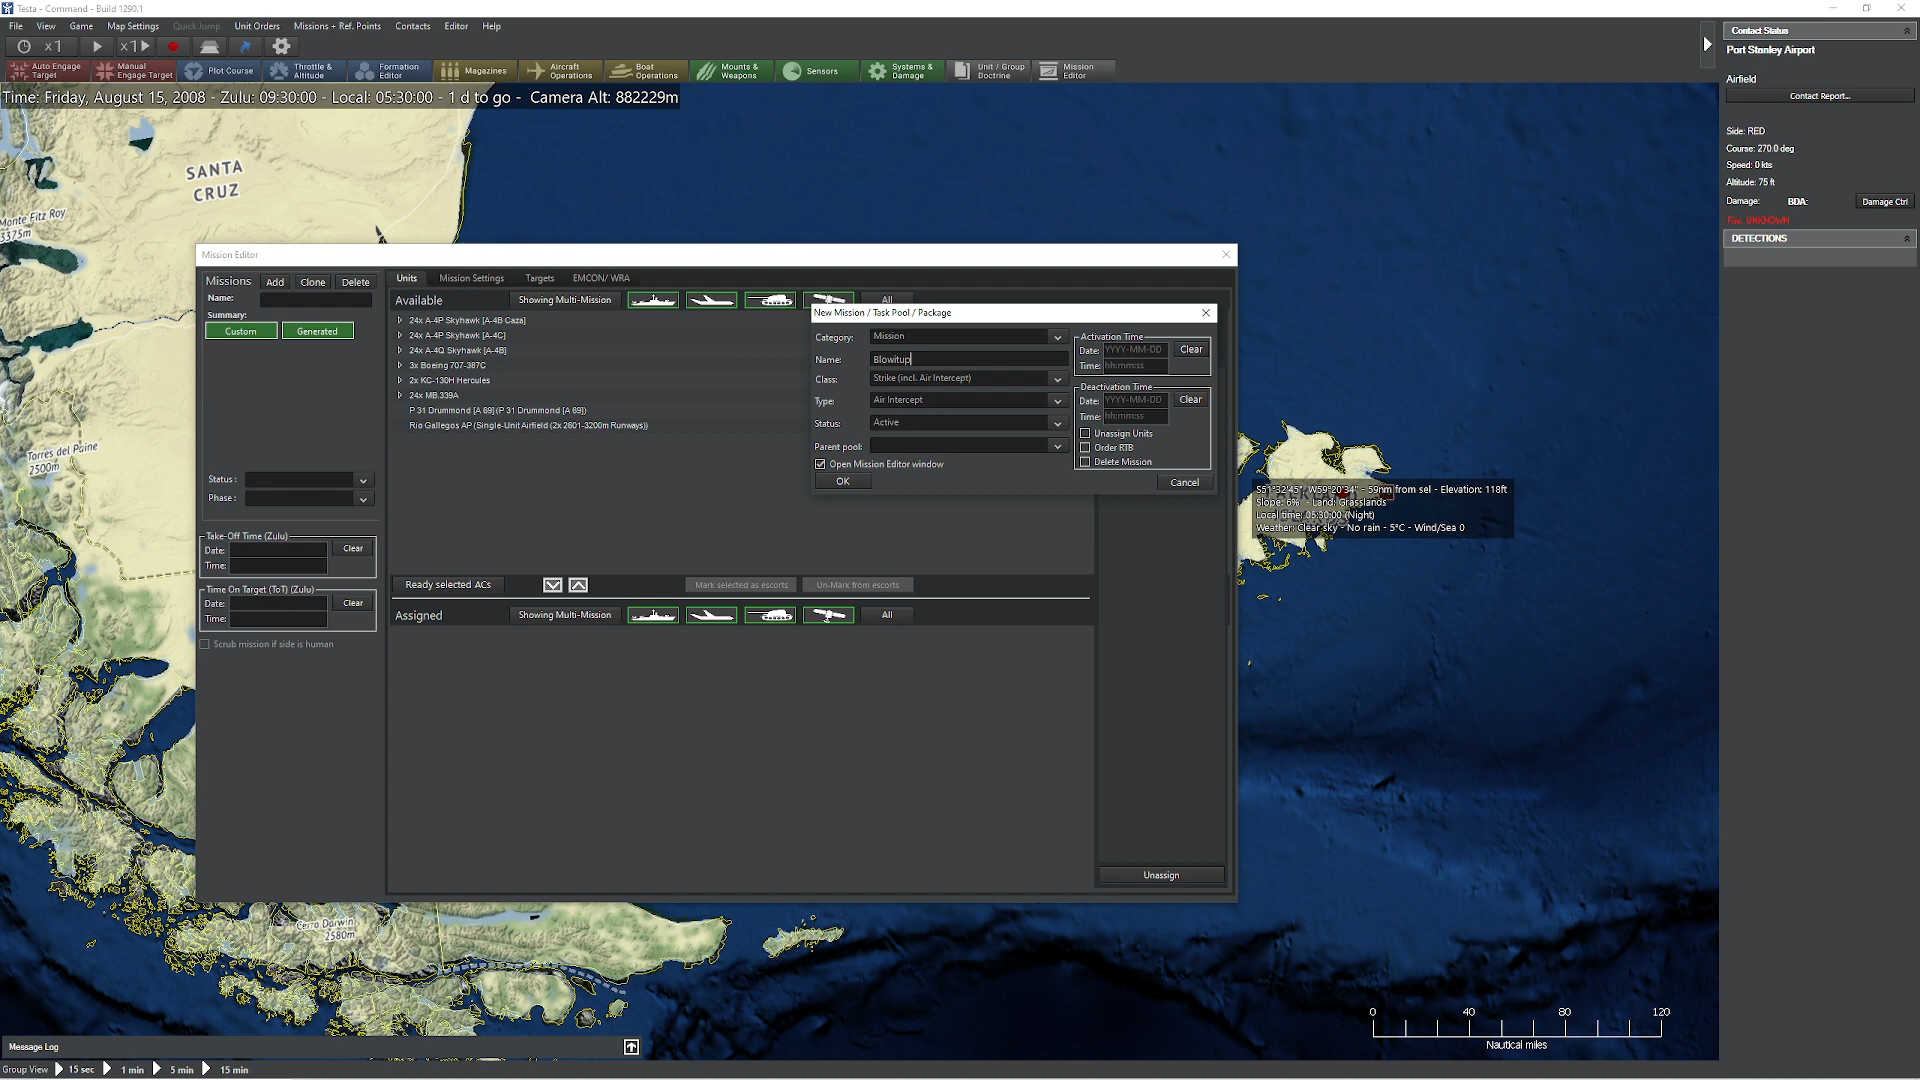 Testa - Command - Build 1290.1
File View Game Map Settings Quick Jump Unit Orders Missions + Ref. Points Contacts Editor Help
x1 x1
Auto Engage Target
Manual Engage Target
Plot Course
Throttle & Altitude
Formation Editor
Magazines
Aircraft Operations
Boat Operations
Mounts & Weapons
Sensors
Systems & Damage
Unit / Group Doctrine
Mission Editor
Time: Friday, August 15, 2008 - Zulu: 09:30:00 - Local: 05:30:00 - 1 d to go - Camera Alt: 882229m
SANTA
CRUZ
Monte Fitz Roy
3375m
Torres del Paine
2500m
Cerro Darwin
2580m
Mission Editor
Missions Add Clone Delete
Name:
Summary:
Custom Generated
Status :
Phase :
Take-Off Time (Zulu)
Date: Clear
Time:
Time On Target (ToT) (Zulu)
Date: Clear
Time:
Scrub mission if side is human
Units Mission Settings Targets EMCON/ WRA
Available Showing Multi-Mission All
24x A-4P Skyhawk [A-4B Caza]
24x A-4P Skyhawk [A-4C]
24x A-4Q Skyhawk [A-4B]
3x Boeing 707-387C
2x KC-130H Hercules
24x MB.339A
P 31 Drummond [A 69] (P 31 Drummond [A 69])
Rio Gallegos AP (Single-Unit Airfield (2x 2601-3200m Runways))
Ready selected ACs Mark selected as escorts Un-Mark from escorts
Assigned Showing Multi-Mission All
Unassign
New Mission / Task Pool / Package
Category: Mission
Name: Blowitup
Class: Strike (incl. Air Intercept)
Type: Air Intercept
Status: Active
Parent pool:
Open Mission Editor window
OK
Activation Time
Date: YYYY-MM-DD Clear
Time: hh:mm:ss
Deactivation Time
Date: YYYY-MM-DD Clear
Time: hh:mm:ss
Unassign Units
Order RTB
Delete Mission
Cancel
S51°32'45", W59°20'34" - 59nm from sel - Elevation: 118ft
Slope: 6% - Land: Grasslands
Local time: 05:30:00 (Night)
Weather: Clear sky - No rain - 5°C - Wind/Sea 0
0 40 80 120
Nautical miles
Contact Status
Port Stanley Airport
Airfield
Contact Report...
Side: RED
Course: 270.0 deg
Speed: 0 kts
Altitude: 75 ft
Damage: BDA: Damage Ctrl
Fire: UNKNOWN
DETECTIONS
Message Log
Group View 15 sec 1 min 5 min 15 min